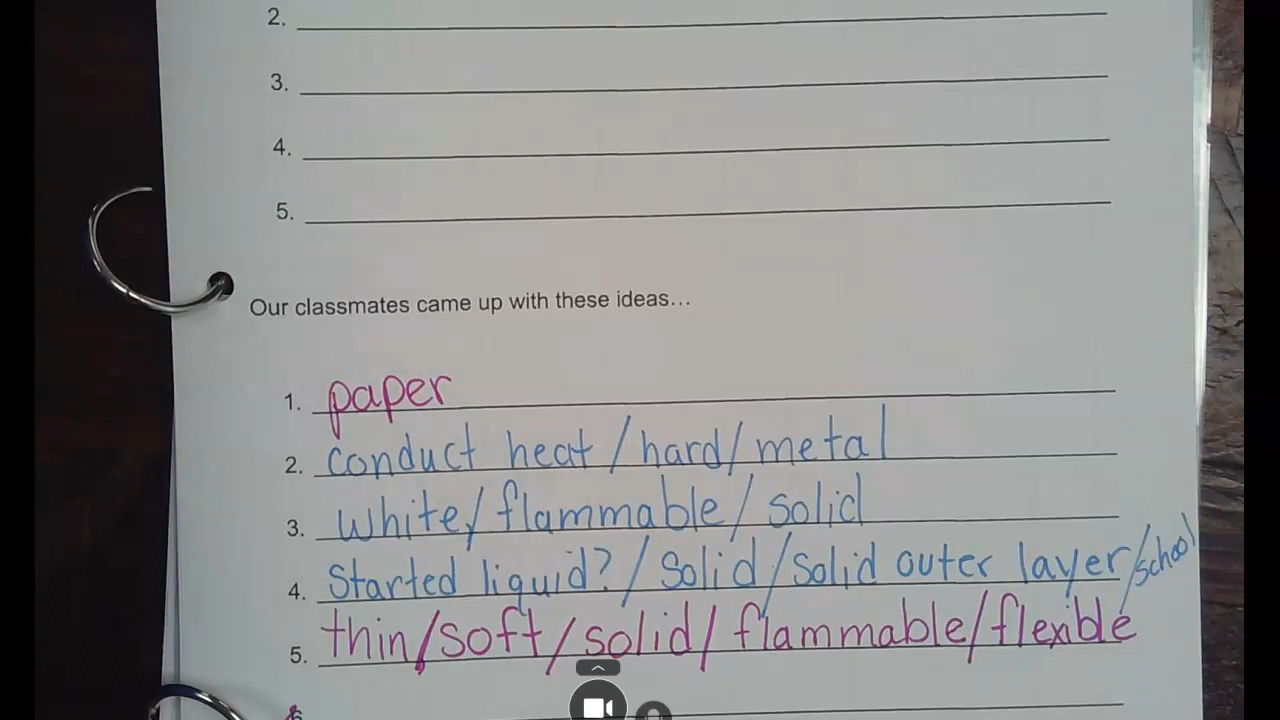 2.
3.
4.
5.
Our classmates came up with these ideas...
1. paper
2. conduct heat / hard / metal
3. white / flammable / solid
4. Started liquid? / Solid / solid outer layer / school
5. thin / soft / solid / flammable / flexible
6